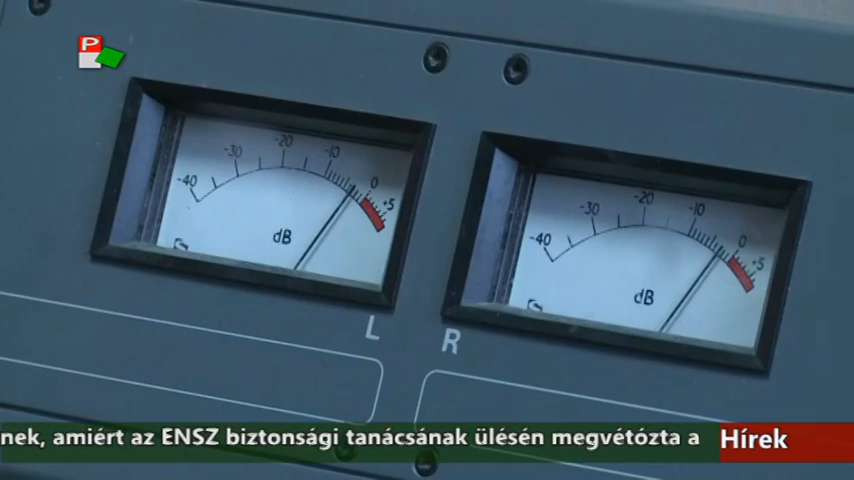 P
-40 -30 -20 -10 0 +5
dB
-40 -30 -20 -10 0 +5
dB
L R
nek, amiért az ENSZ biztonsági tanácsának ülésén megvétózta a Hírek